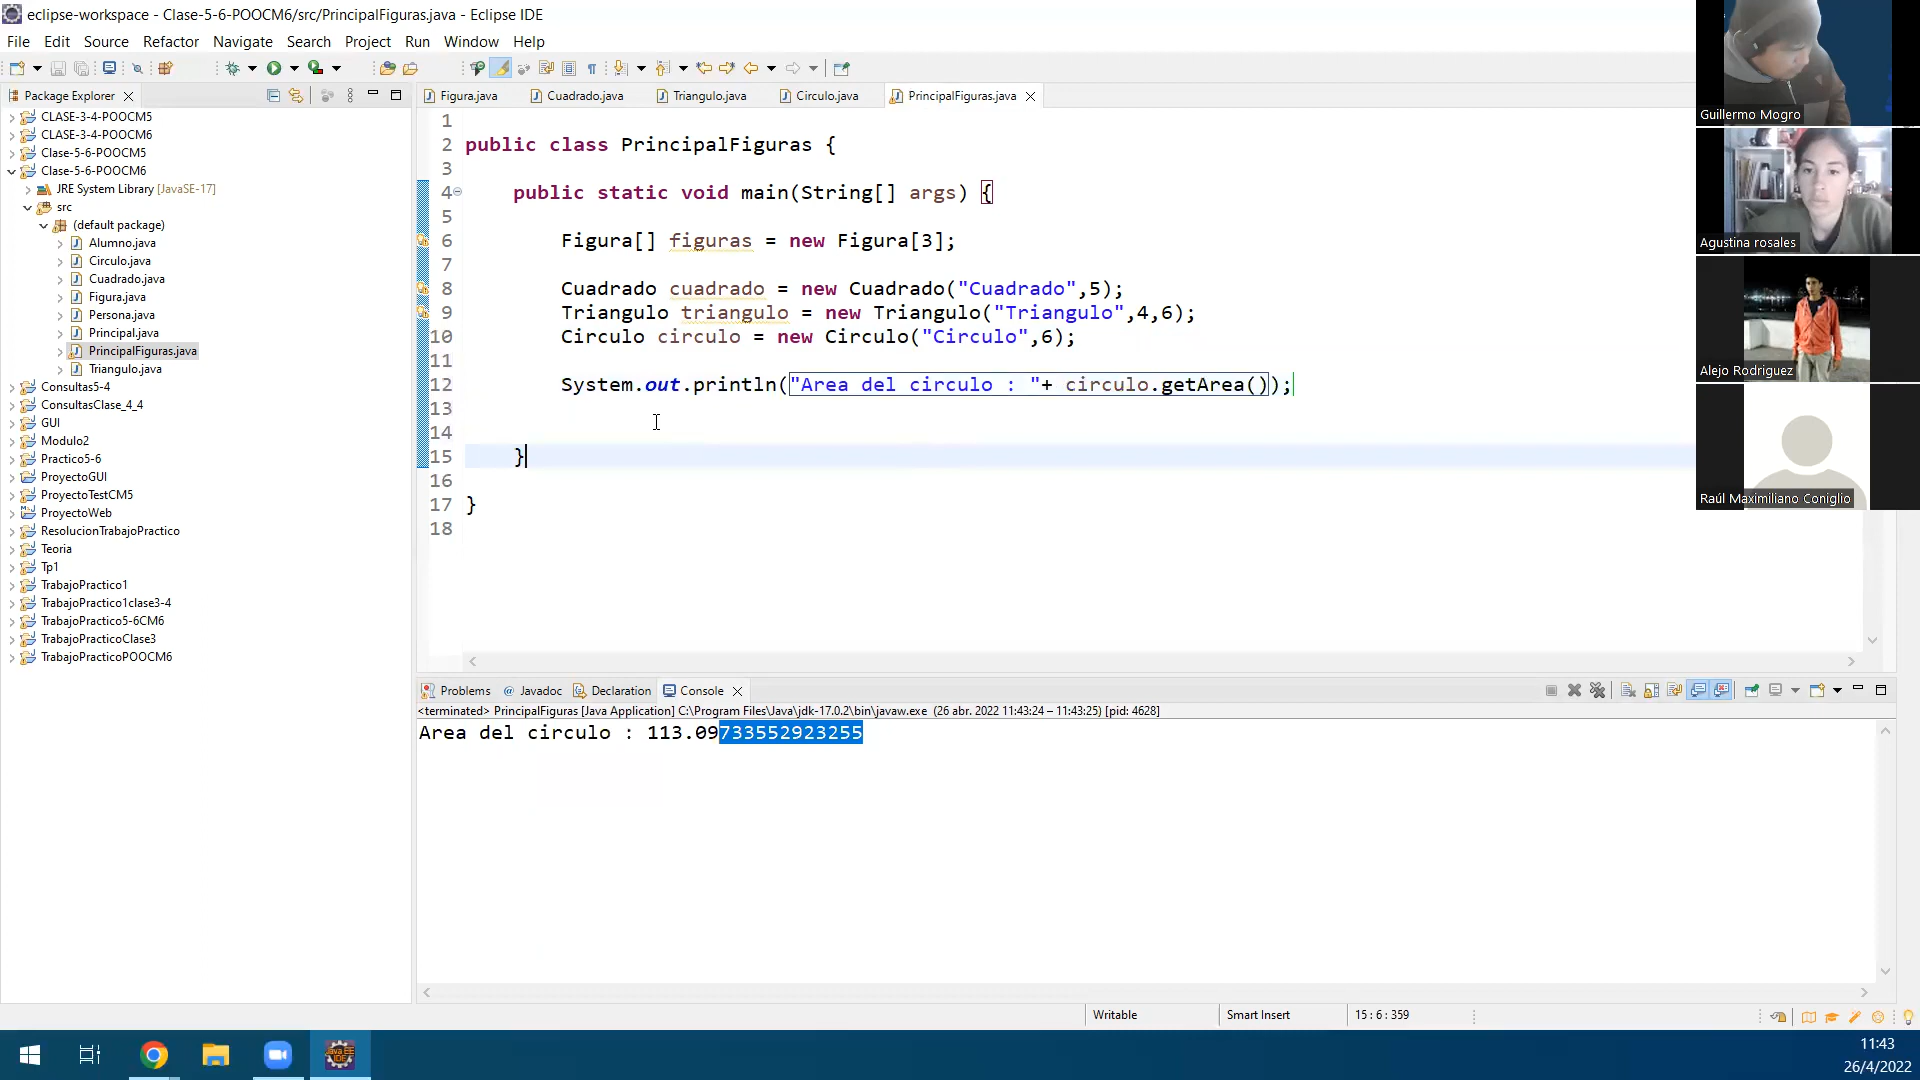 eclipse-workspace - Clase-5-6-POOCM6/src/PrincipalFiguras.java - Eclipse IDE
File Edit Source Refactor Navigate Search Project Run Window Help
Package Explorer
Figura.java Cuadrado.java Triangulo.java Circulo.java PrincipalFiguras.java
CLASE-3-4-POOCM5
CLASE-3-4-POOCM6
Clase-5-6-POOCM5
Clase-5-6-POOCM6
JRE System Library [JavaSE-17]
src
(default package)
Alumno.java
Circulo.java
Cuadrado.java
Figura.java
Persona.java
Principal.java
PrincipalFiguras.java
Triangulo.java
Consultas5-4
ConsultasClase_4_4
GUI
Modulo2
Practico5-6
ProyectoGUI
ProyectoTestCM5
ProyectoWeb
ResolucionTrabajoPractico
Teoria
Tp1
TrabajoPractico1
TrabajoPractico1clase3-4
TrabajoPractico5-6CM6
TrabajoPracticoClase3
TrabajoPracticoPOOCM6
1
2 public class PrincipalFiguras {
3
4 public static void main(String[] args) {
5
6 Figura[] figuras = new Figura[3];
7
8 Cuadrado cuadrado = new Cuadrado("Cuadrado",5);
9 Triangulo triangulo = new Triangulo("Triangulo",4,6);
10 Circulo circulo = new Circulo("Circulo",6);
11
12 System.out.println("Area del circulo : "+ circulo.getArea());
13
14
15 }
16
17 }
18
Guillermo Mogro
Agustina rosales
Alejo Rodriguez
Raúl Maximiliano Coniglio
Problems Javadoc Declaration Console
<terminated> PrincipalFiguras [Java Application] C:\Program Files\Java\jdk-17.0.2\bin\javaw.exe (26 abr. 2022 11:43:24 – 11:43:25) [pid: 4628]
Area del circulo : 113.09733552923255
Writable Smart Insert 15 : 6 : 359
11:43
26/4/2022